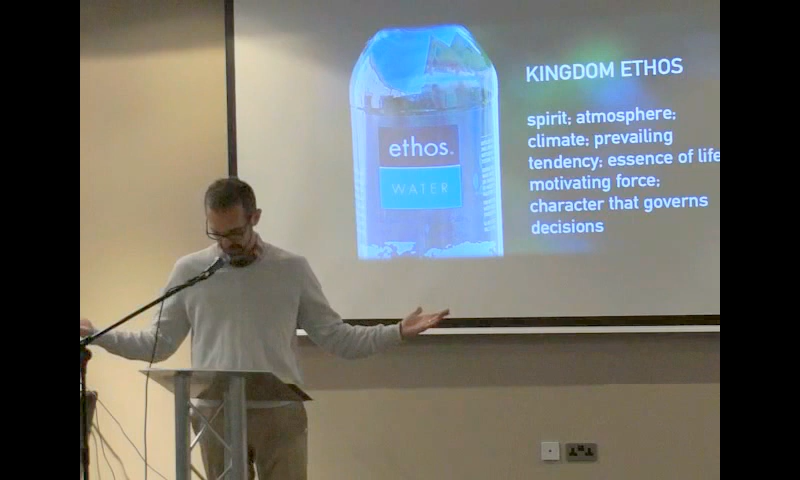 ethos.
WATER
KINGDOM ETHOS
spirit; atmosphere;
climate; prevailing
tendency; essence of life
motivating force;
character that governs
decisions